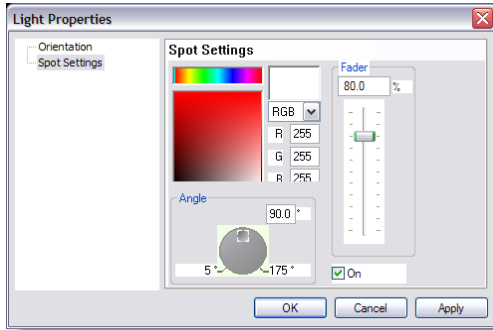 Light Properties
Orientation
Spot Settings
Spot Settings
Fader
80.0 %
RGB
R 255
G 255
B 255
Angle
90.0 °
5 °
175 °
On
OK
Cancel
Apply